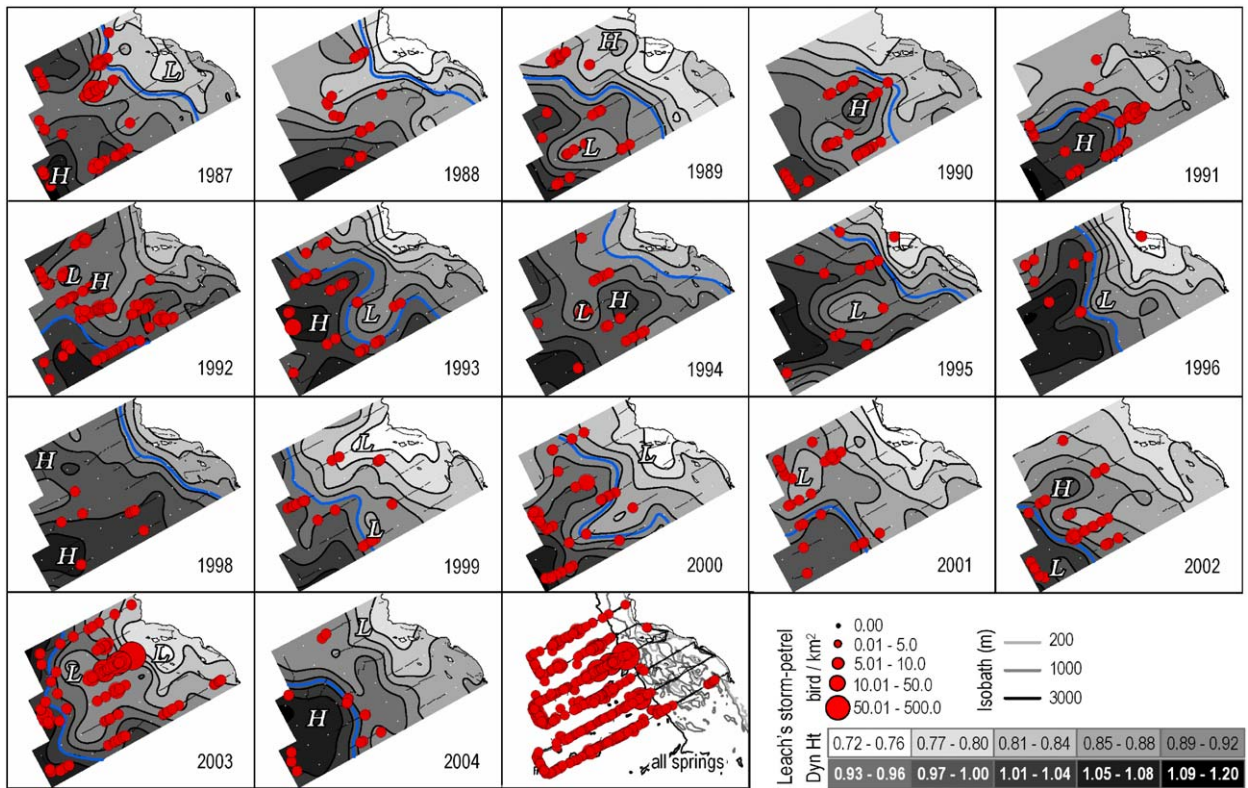 L
H
1987
1988
H
L
1989
H
1990
H
1991
L
H
1992
H
L
1993
L
H
1994
L
1995
L
1996
H
H
1998
L
L
1999
L
2000
L
2001
H
L
2002
L
L
2003
L
H
2004
all springs
Leach's storm-petrel
bird / km²
0.00
0.01 - 5.0
5.01 - 10.0
10.01 - 50.0
50.01 - 500.0
Isobath (m)
200
1000
3000
Dyn Ht
0.72 - 0.76 0.77 - 0.80 0.81 - 0.84 0.85 - 0.88 0.89 - 0.92
0.93 - 0.96 0.97 - 1.00 1.01 - 1.04 1.05 - 1.08 1.09 - 1.20